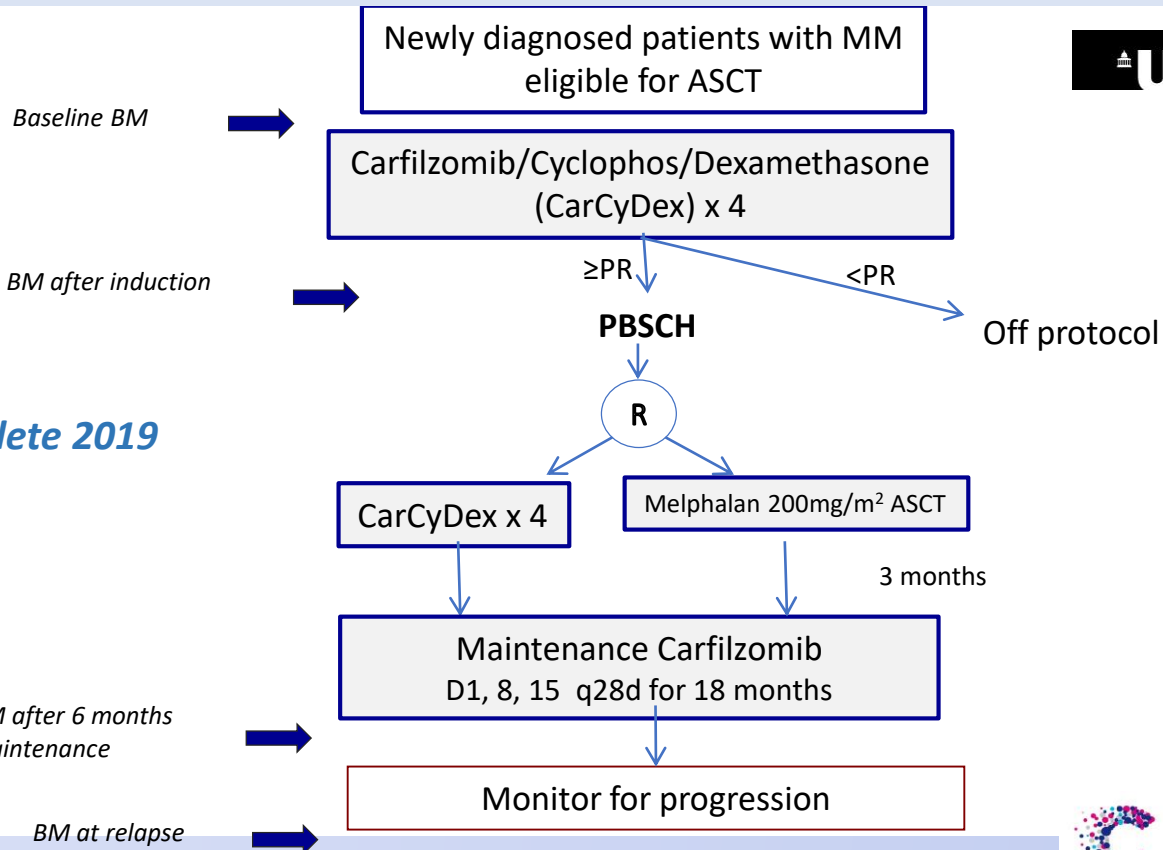 Newly diagnosed patients with MM
eligible for ASCT
Baseline BM
Carfilzomib/Cyclophos/Dexamethasone
(CarCyDex) x 4
BM after induction
≥PR
<PR
PBSCH
Off protocol
R
lete 2019
CarCyDex x 4
Melphalan 200mg/m² ASCT
3 months
Maintenance Carfilzomib
D1, 8, 15 q28d for 18 months
after 6 months
intenance
Monitor for progression
BM at relapse